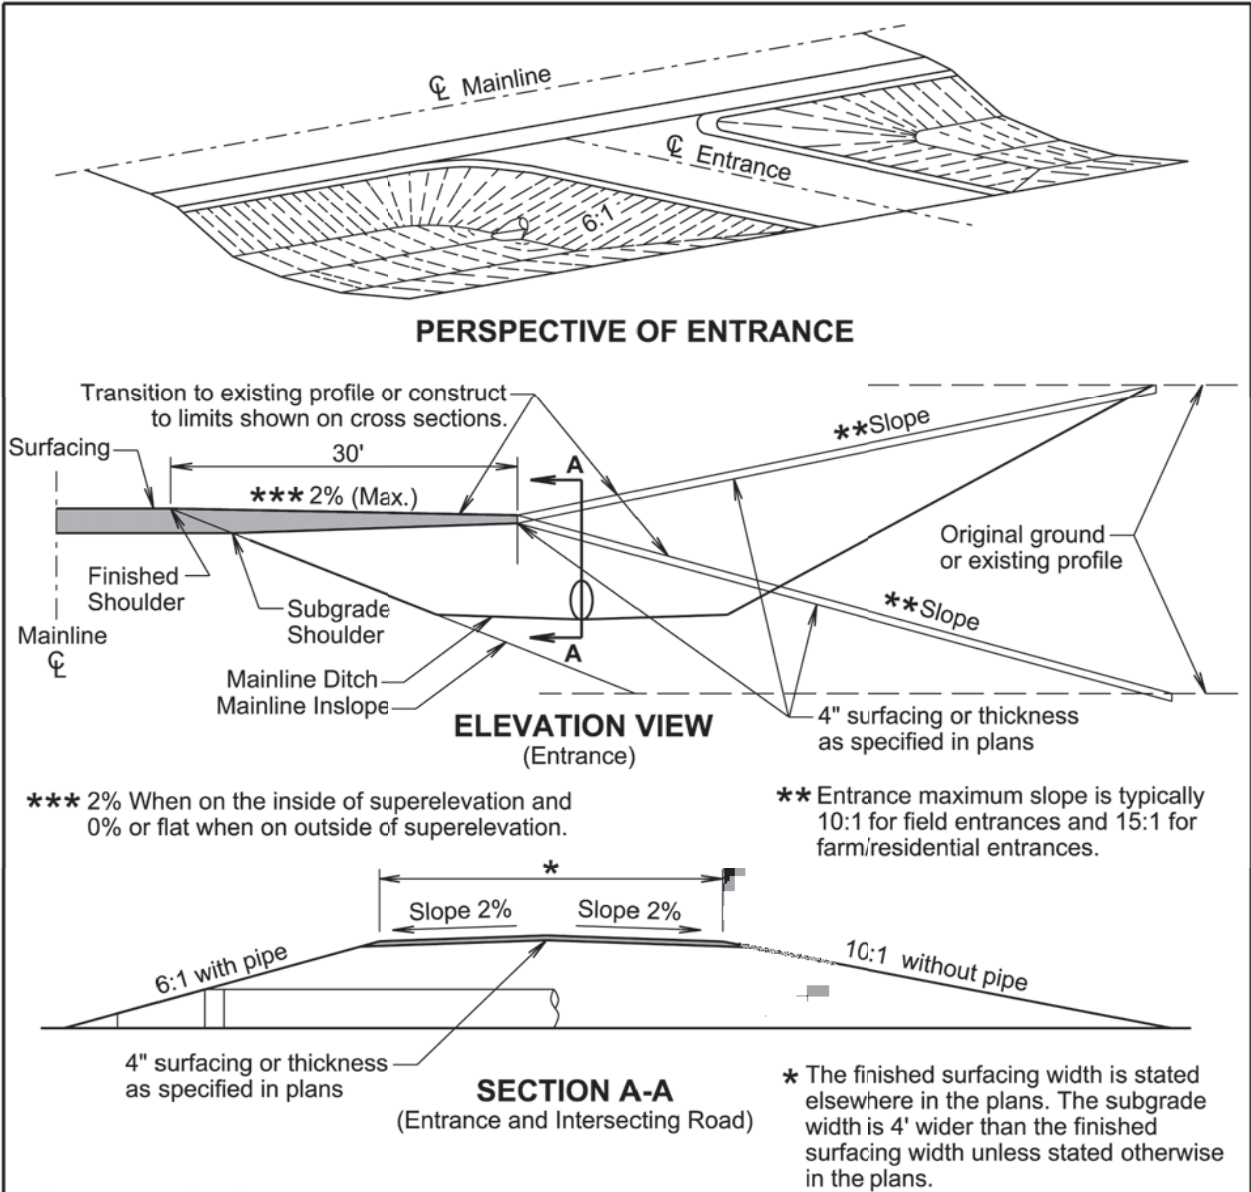 ℄ Mainline
℄ Entrance
6:1
PERSPECTIVE OF ENTRANCE
Transition to existing profile or construct
to limits shown on cross sections.
Surfacing
30'
A
**Slope
*** 2% (Max.)
Original ground
or existing profile
Finished
Shoulder
Subgrade
Shoulder
**Slope
Mainline
℄
A
Mainline Ditch
Mainline Inslope
ELEVATION VIEW
(Entrance)
4" surfacing or thickness
as specified in plans
*** 2% When on the inside of superelevation and
0% or flat when on outside of superelevation.
** Entrance maximum slope is typically
10:1 for field entrances and 15:1 for
farm/residential entrances.
*
Slope 2%
Slope 2%
6:1 with pipe
10:1 without pipe
4" surfacing or thickness
as specified in plans
SECTION A-A
(Entrance and Intersecting Road)
* The finished surfacing width is stated
elsewhere in the plans. The subgrade
width is 4' wider than the finished
surfacing width unless stated otherwise
in the plans.